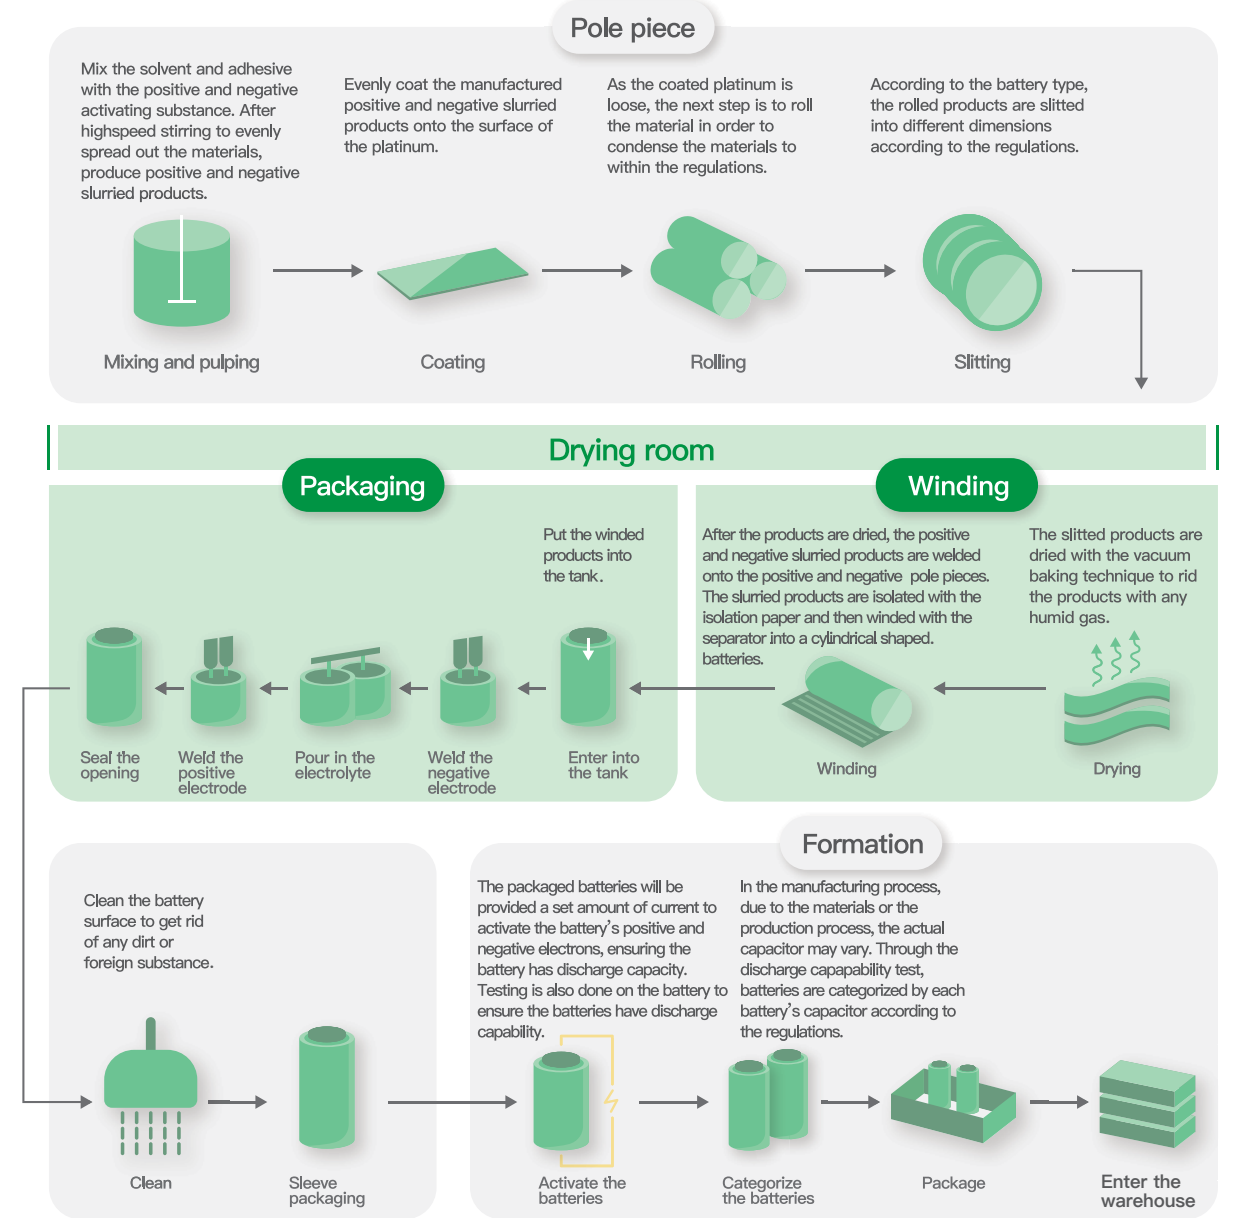 Pole piece
Mix the solvent and adhesive
with the positive and negative
activating substance. After
highspeed stirring to evenly
spread out the materials,
produce positive and negative
slurried products.
Evenly coat the manufactured
positive and negative slurried
products onto the surface of
the platinum.
As the coated platinum is
loose, the next step is to roll
the material in order to
condense the materials to
within the regulations.
According to the battery type,
the rolled products are slitted
into different dimensions
according to the regulations.
Mixing and pulping
Coating
Rolling
Slitting
Drying room
Winding
The slitted products are
dried with the vacuum
baking technique to rid
the products with any
humid gas.
Drying
After the products are dried, the positive
and negative slurried products are welded
onto the positive and negative pole pieces.
The slurried products are isolated with the
isolation paper and then winded with the
separator into a cylindrical shaped.
batteries.
Winding
Packaging
Put the winded
products into
the tank.
Enter into
the tank
Weld the
negative
electrode
Pour in the
electrolyte
Weld the
positive
electrode
Seal the
opening
Clean the battery
surface to get rid
of any dirt or
foreign substance.
Clean
Sleeve
packaging
Formation
The packaged batteries will be
provided a set amount of current to
activate the battery's positive and
negative electrons, ensuring the
battery has discharge capacity.
Testing is also done on the battery to
ensure the batteries have discharge
capability.
In the manufacturing process,
due to the materials or the
production process, the actual
capacitor may vary. Through the
discharge capapability test,
batteries are categorized by each
battery's capacitor according to
the regulations.
Activate the
batteries
Categorize
the batteries
Package
Enter the
warehouse